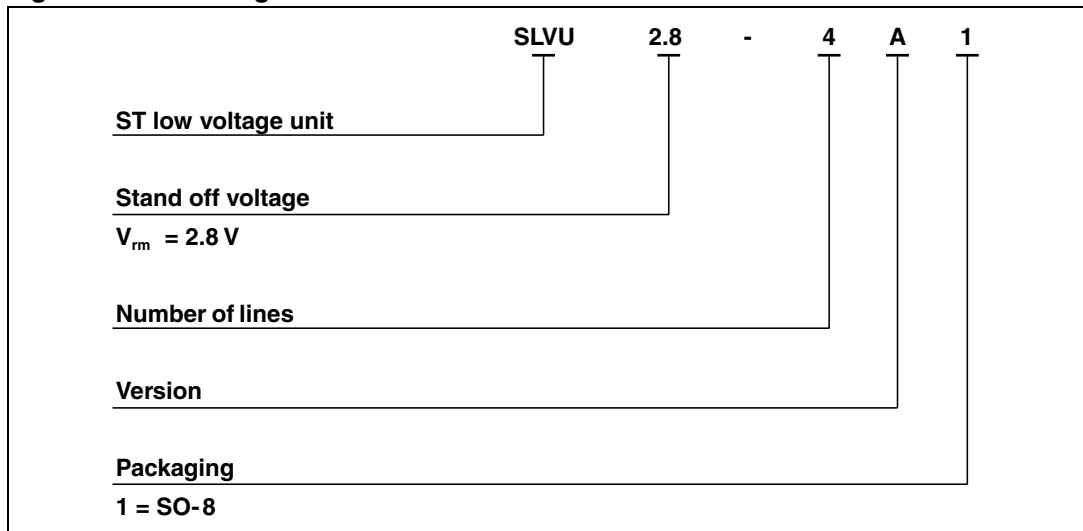 SLVU 2.8 - 4 A 1
ST low voltage unit
Stand off voltage
Vrm = 2.8 V
Number of lines
Version
Packaging
1 = SO-8